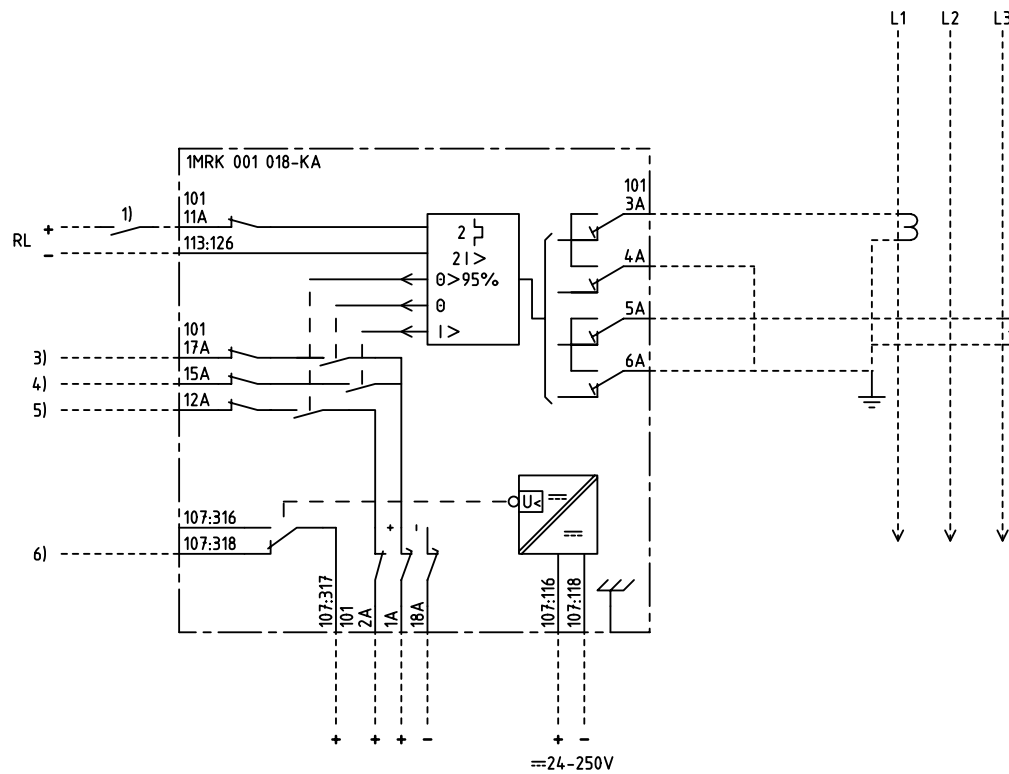 L1 L2 L3
1MRK 001 018-KA
101
11A
1)
+
RL
-
113:126
2
2I>
Θ>95%
Θ
I>
101
3A
4A
5A
6A
101
3) 17A
4) 15A
5) 12A
U<
+ -
107:316
6) 107:318
107:317
101
2A
1A
18A
107:116
107:118
+ + + - + -
24-250V